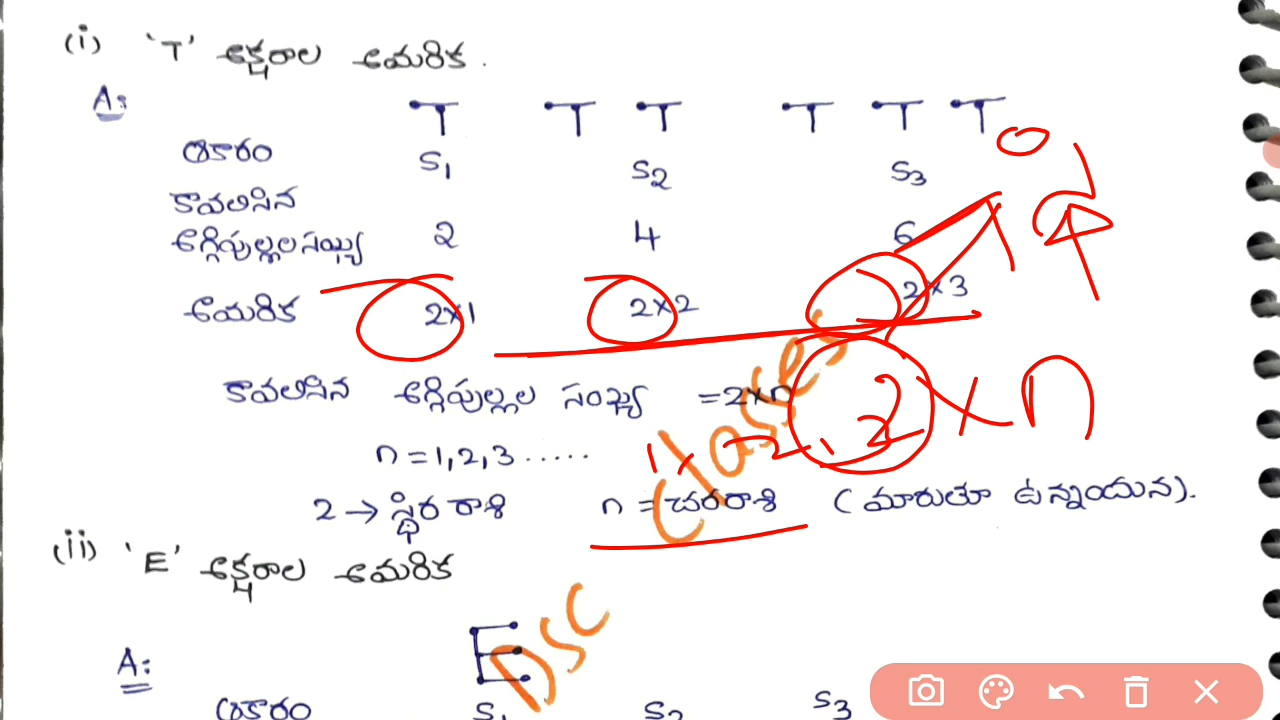 (i) 'T' అక్షరాల అమరిక.
A:
T T T T T T
ఆకారం S1 S2 S3
కావలసిన
అగ్గిపుల్లల సంఖ్య 2 4 6
అమరిక 2×1 2×2 2×3
కావలసిన అగ్గిపుల్లల సంఖ్య = 2×n
2×n
n = 1, 2, 3 .....
1, 2,
2 → స్థిర రాశి n = చరరాశి (మారుతూ ఉన్నాయున).
Classes
(ii) 'E' అక్షరాల అమరిక
E
DSC
A:
ఆకారం S1 S2 S3